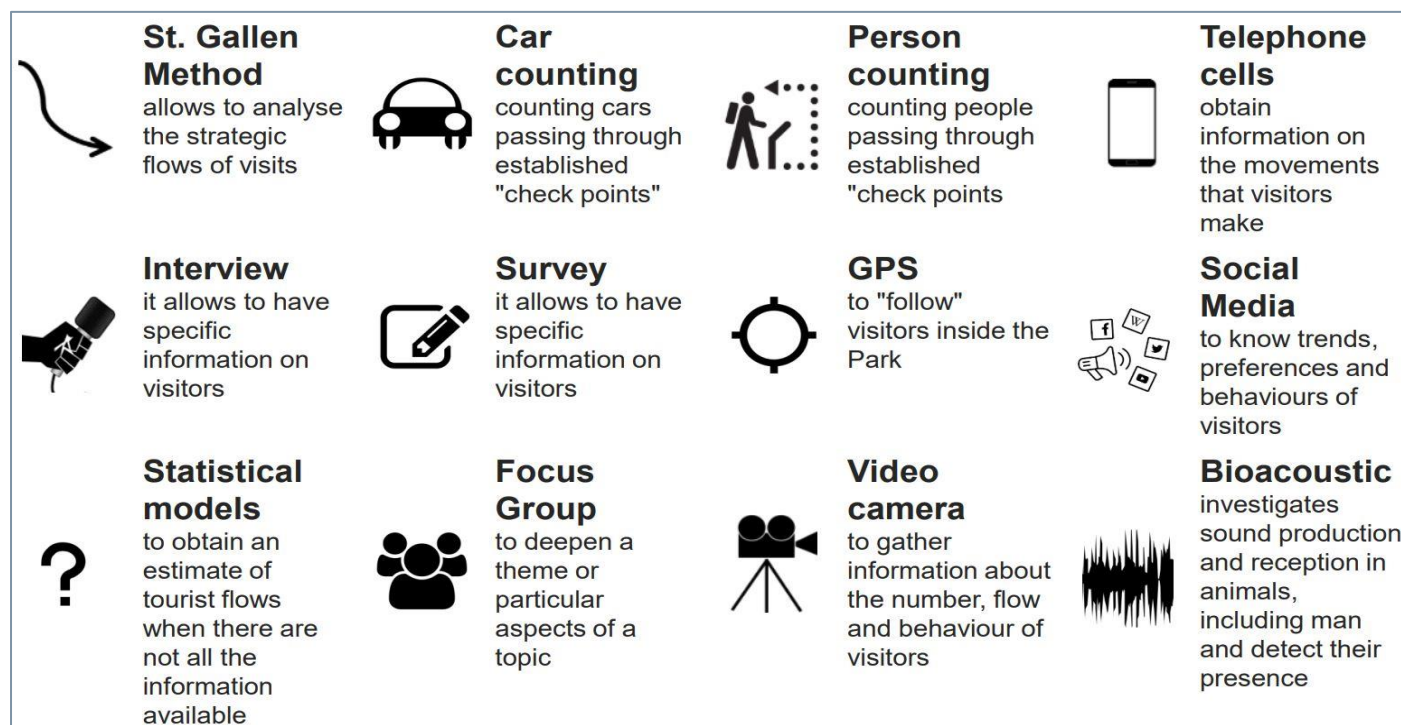 St. Gallen
Method
allows to analyse
the strategic
flows of visits
Car
counting
counting cars
passing through
established
"check points"
Person
counting
counting people
passing through
established
"check points
Telephone
cells
obtain
information on
the movements
that visitors
make
Interview
it allows to have
specific
information on
visitors
Survey
it allows to have
specific
information on
visitors
GPS
to "follow"
visitors inside the
Park
f
W
Social
Media
to know trends,
preferences and
behaviours of
visitors
?
Statistical
models
to obtain an
estimate of
tourist flows
when there are
not all the
information
available
Focus
Group
to deepen a
theme or
particular
aspects of a
topic
Video
camera
to gather
information about
the number, flow
and behaviour of
visitors
Bioacoustic
investigates
sound production
and reception in
animals,
including man
and detect their
presence